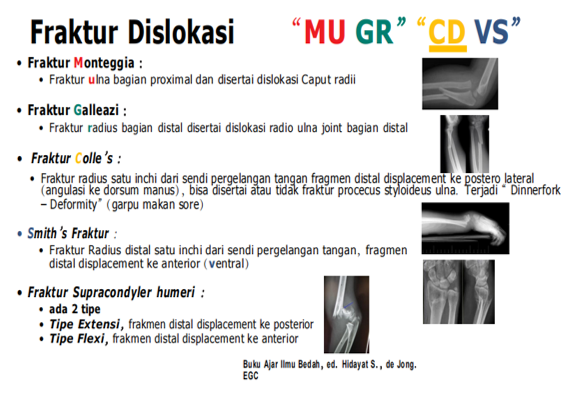 Fraktur Dislokasi "MU GR" "CD VS"
• Fraktur Monteggia :
• Fraktur ulna bagian proximal dan disertai dislokasi Caput radii
• Fraktur Galleazi :
• Fraktur radius bagian distal disertai dislokasi radio ulna joint bagian distal
• Fraktur Colle's :
• Fraktur radius satu inchi dari sendi pergelangan tangan fragmen distal displacement ke postero lateral
(angulasi ke dorsum manus), bisa disertai atau tidak fraktur procecus styloideus ulna. Terjadi " Dinnerfork
– Deformity" (garpu makan sore)
• Smith's Fraktur :
• Fraktur Radius distal satu inchi dari sendi pergelangan tangan, fragmen
distal displacement ke anterior (ventral)
• Fraktur Supracondyler humeri :
• ada 2 tipe
• Tipe Extensi, frakmen distal displacement ke posterior
• Tipe Flexi, frakmen distal displacement ke anterior
Buku Ajar Ilmu Bedah, ed. Hidayat S., de Jong.
EGC